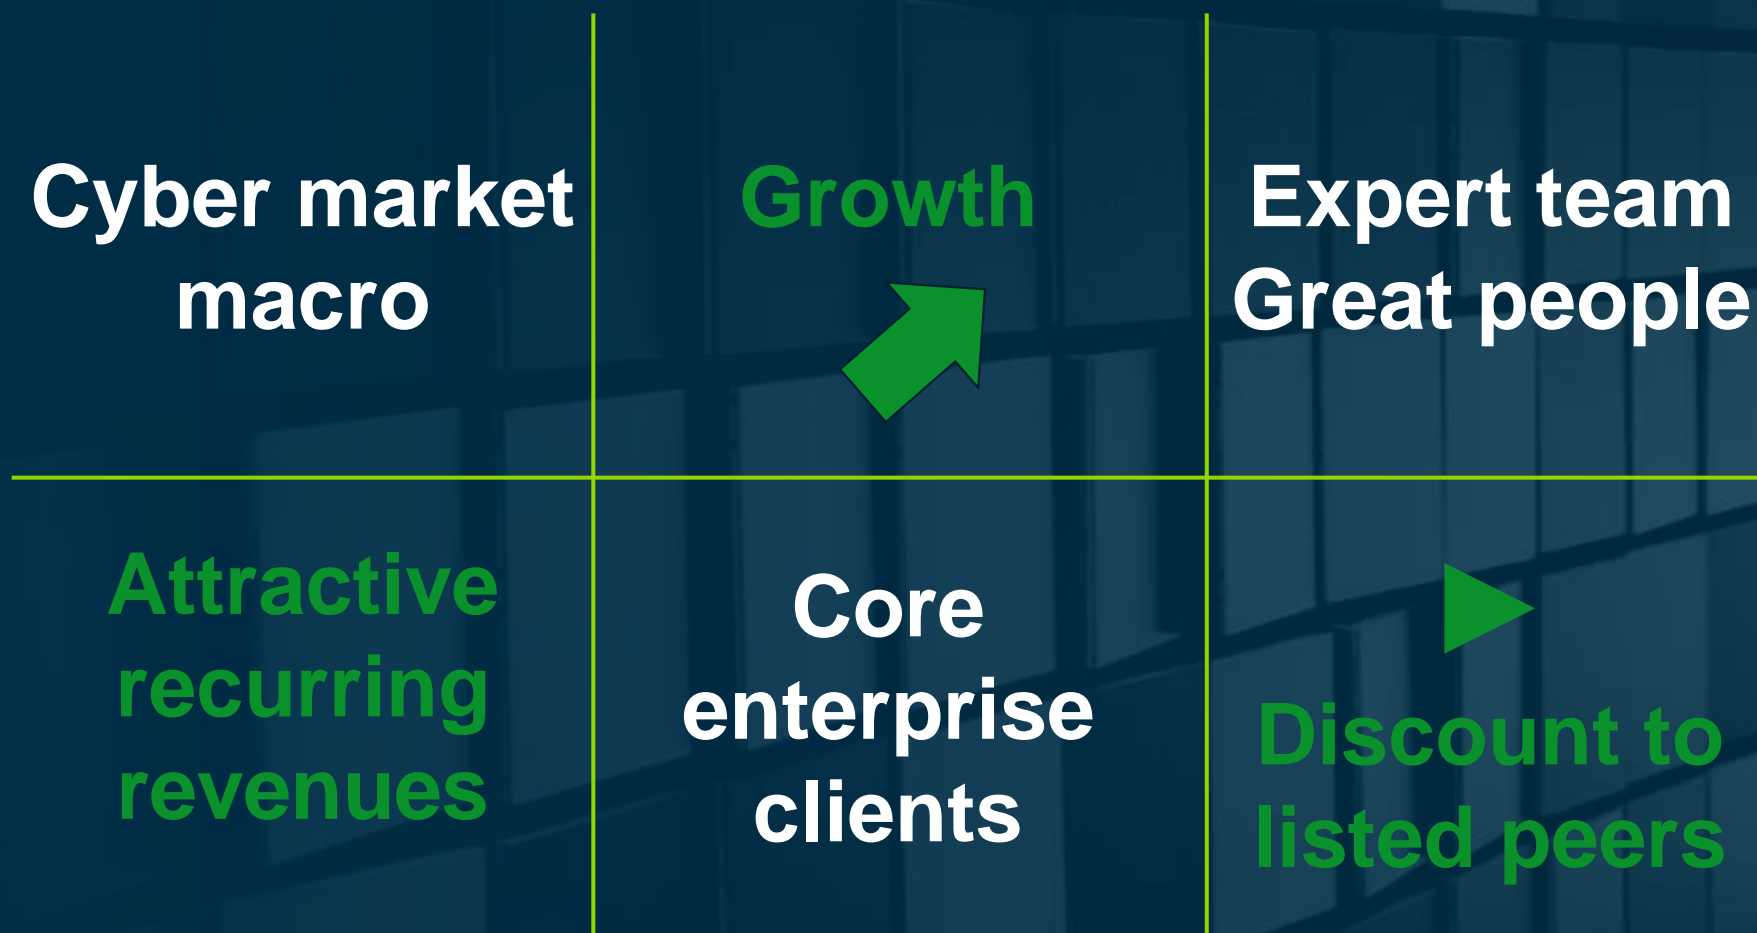 Cyber market
macro
Growth
Expert team
Great people
Attractive
recurring
revenues
Core
enterprise
clients
Discount to
listed peers